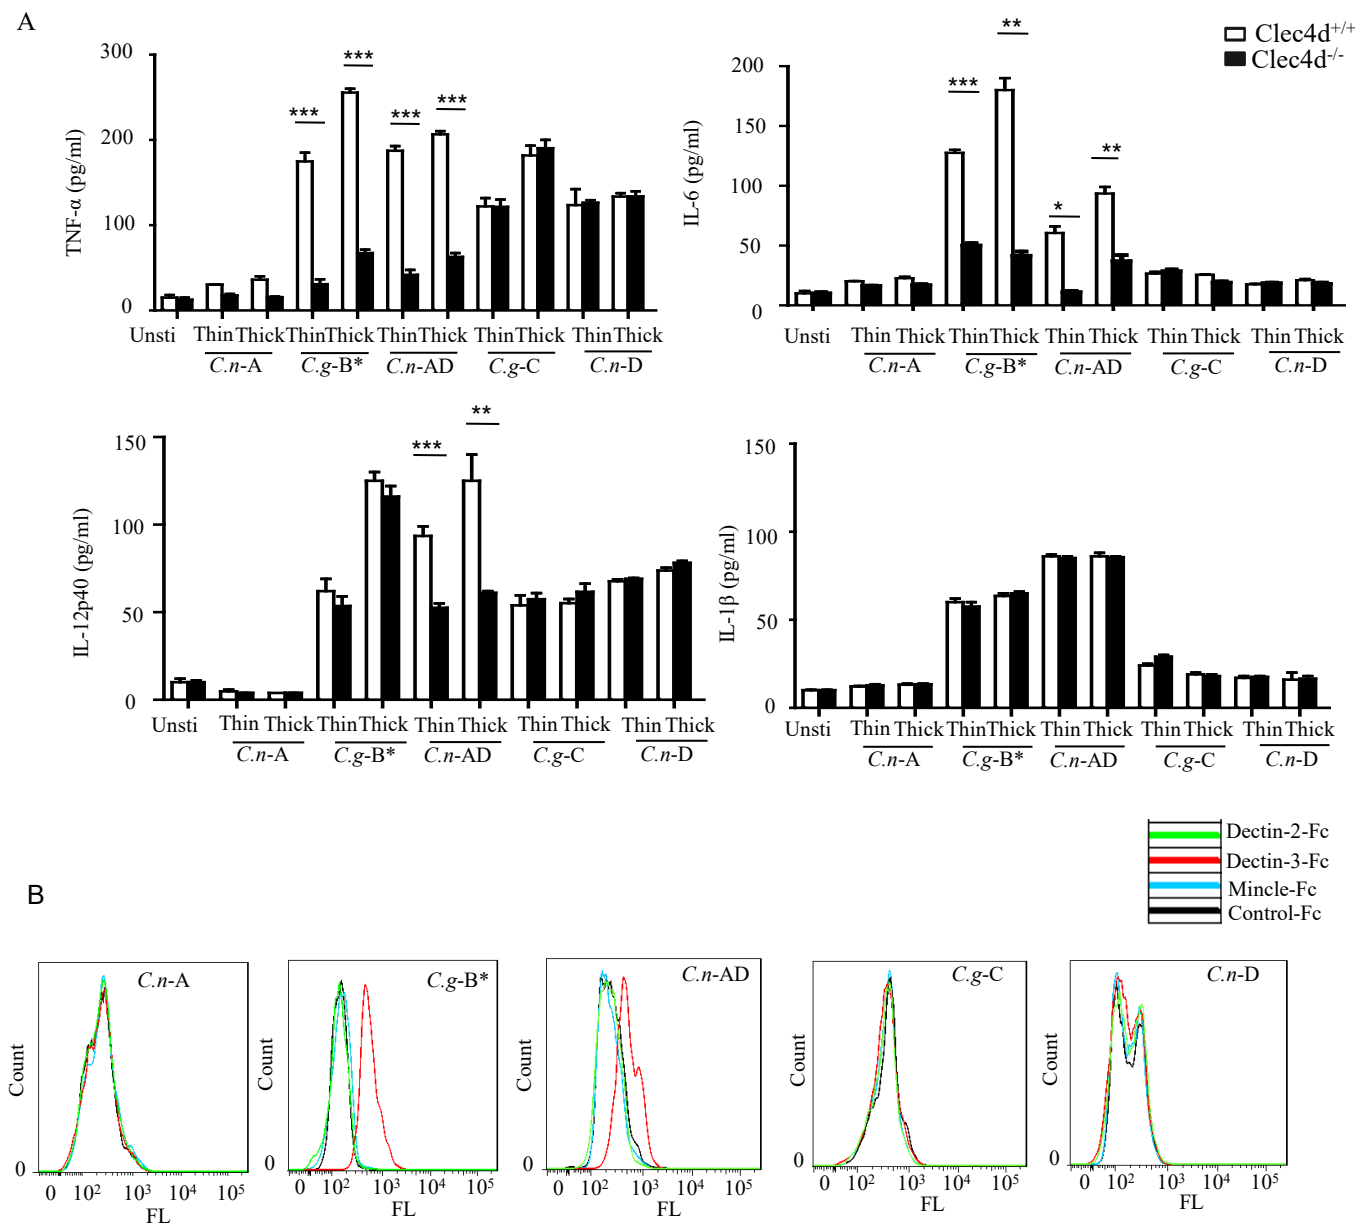 A
Clec4d+/+
Clec4d-/-
TNF-α (pg/ml)
300
200
100
0
***
***
***
***
Unsti Thin Thick Thin Thick Thin Thick Thin Thick Thin Thick
C.n-A C.g-B* C.n-AD C.g-C C.n-D
IL-6 (pg/ml)
200
150
100
50
0
***
**
*
**
Unsti Thin Thick Thin Thick Thin Thick Thin Thick Thin Thick
C.n-A C.g-B* C.n-AD C.g-C C.n-D
IL-12p40 (pg/ml)
150
100
50
0
***
**
Unsti Thin Thick Thin Thick Thin Thick Thin Thick Thin Thick
C.n-A C.g-B* C.n-AD C.g-C C.n-D
IL-1β (pg/ml)
150
100
50
0
Unsti Thin Thick Thin Thick Thin Thick Thin Thick Thin Thick
C.n-A C.g-B* C.n-AD C.g-C C.n-D
Dectin-2-Fc
Dectin-3-Fc
Mincle-Fc
Control-Fc
B
C.n-A
Count
0
0 10² 10³ 10⁴ 10⁵
FL
C.g-B*
Count
0
0 10² 10³ 10⁴ 10⁵
FL
C.n-AD
Count
0
0 10² 10³ 10⁴ 10⁵
FL
C.g-C
Count
0
0 10² 10³ 10⁴ 10⁵
FL
C.n-D
Count
0
0 10² 10³ 10⁴ 10⁵
FL